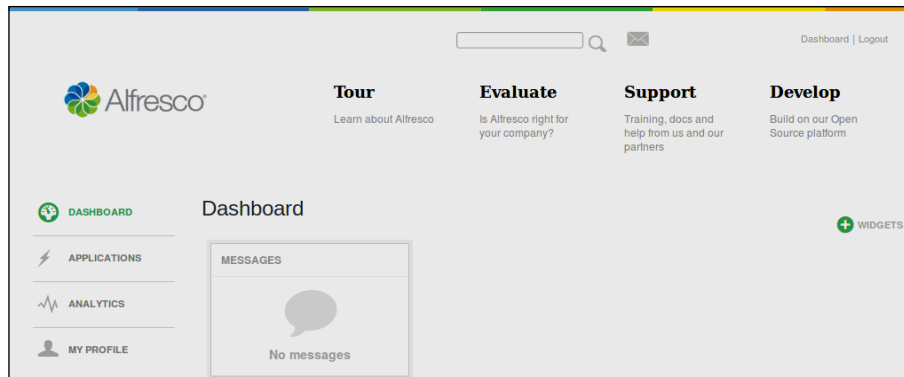 Dashboard | Logout
Alfresco
Tour
Learn about Alfresco
Evaluate
Is Alfresco right for
your company?
Support
Training, docs and
help from us and our
partners
Develop
Build on our Open
Source platform
DASHBOARD
APPLICATIONS
ANALYTICS
MY PROFILE
Dashboard
WIDGETS
MESSAGES
No messages